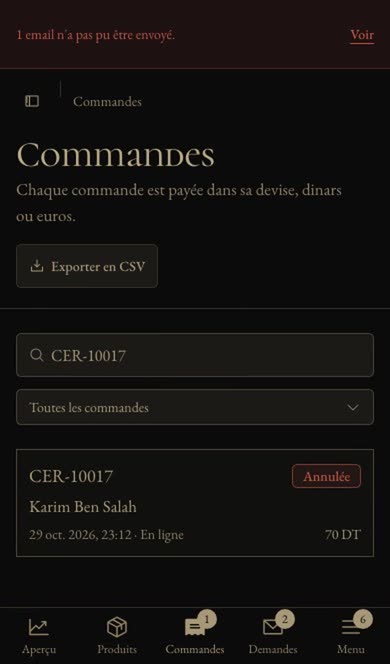 1 email n'a pas pu être envoyé. Voir
Commandes
Commandes
Chaque commande est payée dans sa devise, dinars
ou euros.
Exporter en CSV
CER-10017
Toutes les commandes
CER-10017 Annulée
Karim Ben Salah
29 oct. 2026, 23:12 · En ligne 70 DT
1 2 6
Aperçu Produits Commandes Demandes Menu